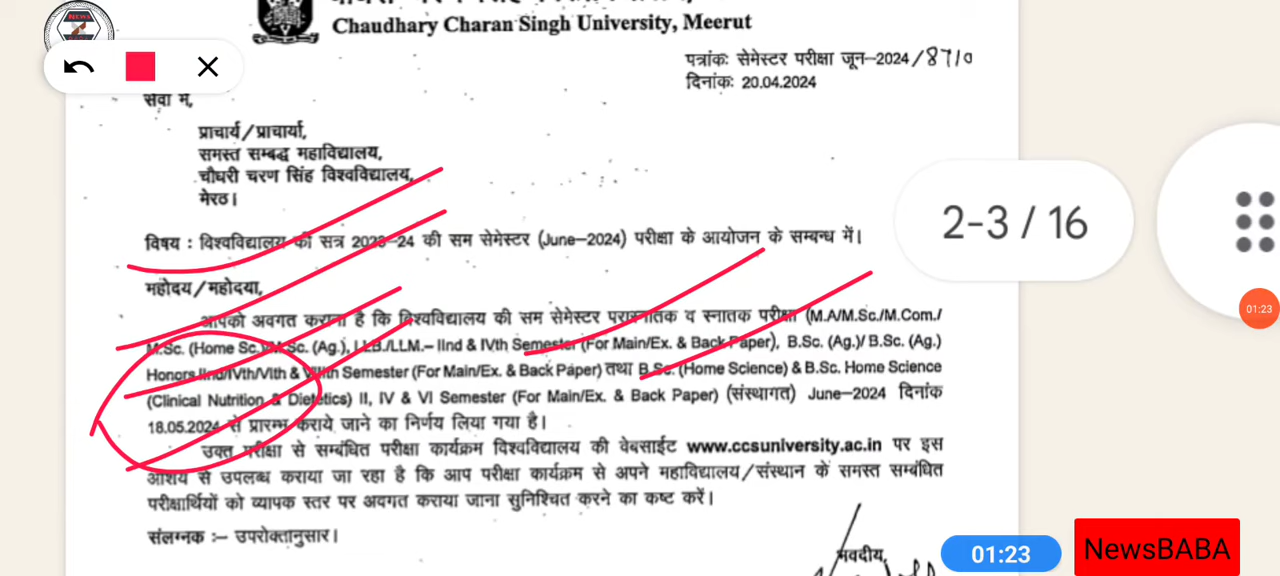 NEWS
Chaudhary Charan Singh University, Meerut
पत्रांकः सेमेस्टर परीक्षा जून–2024/8710
दिनांकः 20.04.2024
सेवा में,
प्राचार्य/प्राचार्या,
समस्त सम्बद्ध महाविद्यालय,
चौधरी चरण सिंह विश्वविद्यालय,
मेरठ।
विषय : विश्वविद्यालय की सत्र 2023–24 की सम सेमेस्टर (June–2024) परीक्षा के आयोजन के सम्बन्ध में।
महोदय/महोदया,
आपको अवगत कराना है कि विश्वविद्यालय की सम सेमेस्टर परास्नातक व स्नातक परीक्षा (M.A/M.Sc./M.Com./
M.Sc. (Home Sc.)/M.Sc. (Ag.), LLB./LLM.– IInd & IVth Semester (For Main/Ex. & Back Paper), B.Sc. (Ag.)/ B.Sc. (Ag.)
Honors IInd/IVth/VIth & VIIIth Semester (For Main/Ex. & Back Paper) तथा B.Sc. (Home Science) & B.Sc. Home Science
(Clinical Nutrition & Dietetics) II, IV & VI Semester (For Main/Ex. & Back Paper) (संस्थागत) June–2024 दिनांक
18.05.2024 से प्रारम्भ कराये जाने का निर्णय लिया गया है।
उक्त परीक्षा से सम्बंधित परीक्षा कार्यक्रम विश्वविद्यालय की वेबसाईट www.ccsuniversity.ac.in पर इस
आशय से उपलब्ध कराया जा रहा है कि आप परीक्षा कार्यक्रम से अपने महाविद्यालय/संस्थान के समस्त सम्बंधित
परीक्षार्थियों को व्यापक स्तर पर अवगत कराया जाना सुनिश्चित करने का कष्ट करें।
संलग्नक :– उपरोक्तानुसार।
भवदीय,
2-3 / 16
01:23
01:23
NewsBABA